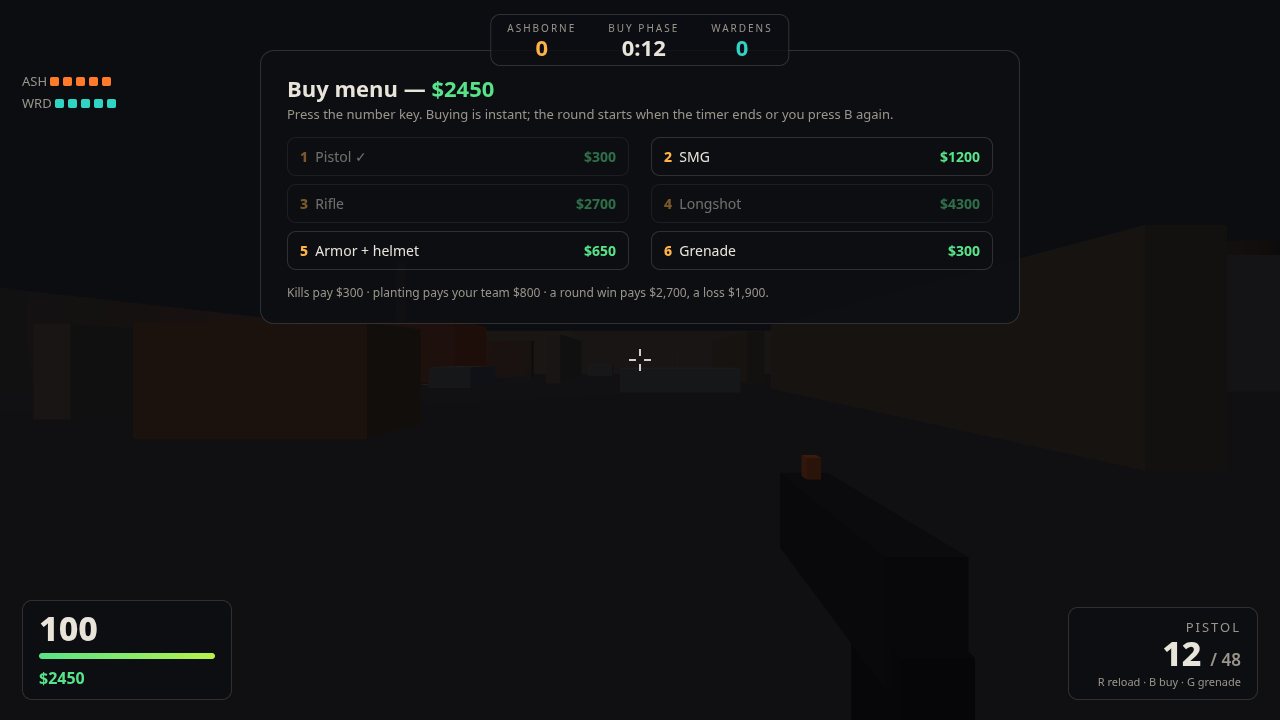 ASHBORNE BUY PHASE WARDENS
0 0:12 0
ASH
WRD
Buy menu — $2450
Press the number key. Buying is instant; the round starts when the timer ends or you press B again.
1 Pistol ✓ $300
2 SMG $1200
3 Rifle $2700
4 Longshot $4300
5 Armor + helmet $650
6 Grenade $300
Kills pay $300 · planting pays your team $800 · a round win pays $2,700, a loss $1,900.
100
$2450
PISTOL
12 / 48
R reload · B buy · G grenade